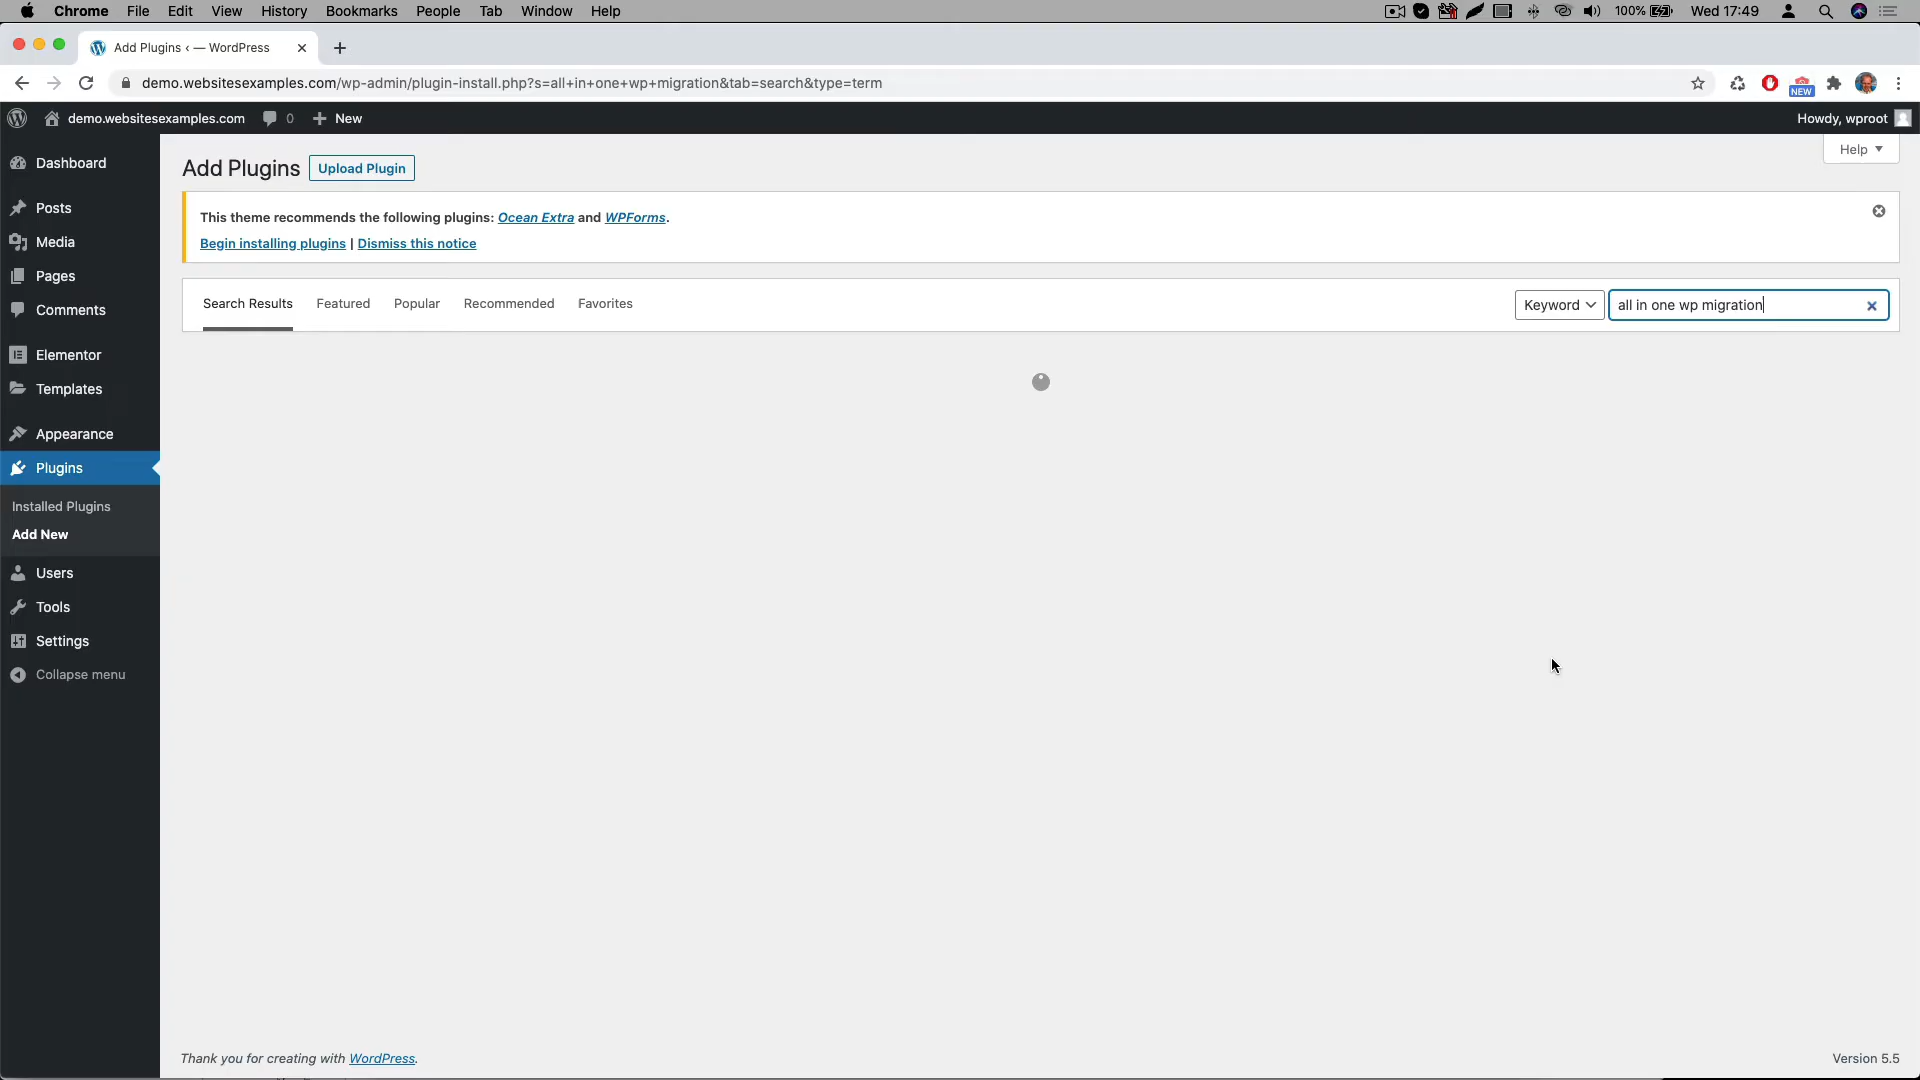 Chrome File Edit View History Bookmarks People Tab Window Help 100% Wed 17:49
Add Plugins ‹ — WordPress
demo.websitesexamples.com/wp-admin/plugin-install.php?s=all+in+one+wp+migration&tab=search&type=term
NEW
demo.websitesexamples.com 0 New Howdy, wproot
Help
Dashboard
Posts
Media
Pages
Comments
Elementor
Templates
Appearance
Plugins
Installed Plugins
Add New
Users
Tools
Settings
Collapse menu
Add Plugins Upload Plugin
This theme recommends the following plugins: Ocean Extra and WPForms.
Begin installing plugins | Dismiss this notice
Search Results Featured Popular Recommended Favorites Keyword all in one wp migration
Thank you for creating with WordPress. Version 5.5